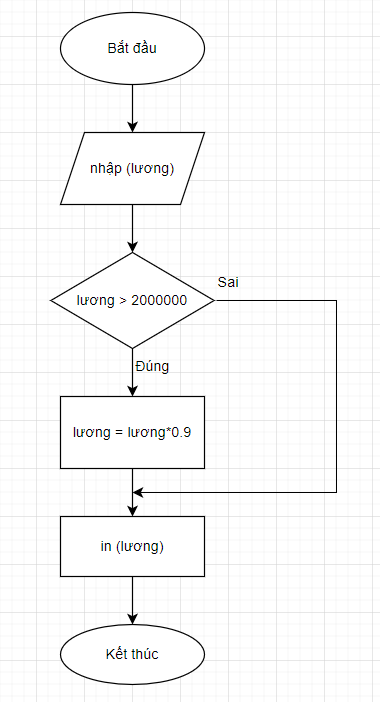 Bắt đầu
nhập (lương)
lương > 2000000
Sai
Đúng
lương = lương*0.9
in (lương)
Kết thúc